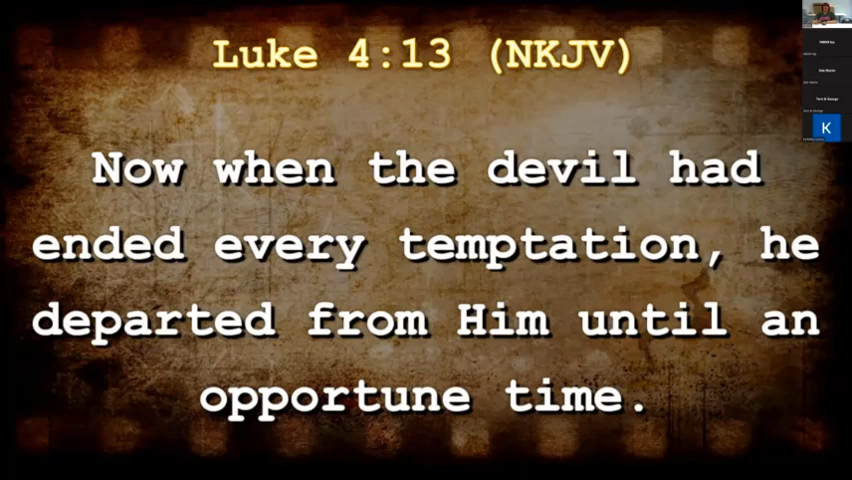 Luke 4:13 (NKJV)
Now when the devil had
ended every temptation, he
departed from Him until an
opportune time.
K